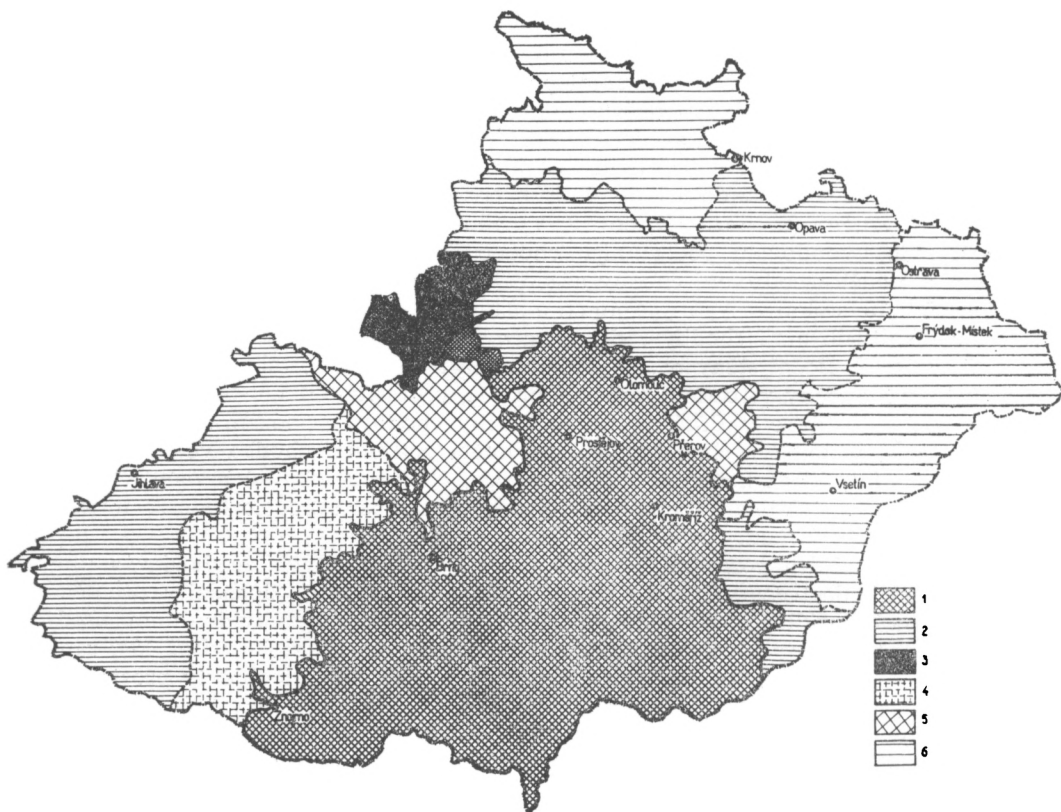 Krnov
Opava
Ostrava
Frýdek-Místek
Olomouc
Prostějov
Přerov
Jihlava
Vsetín
Kroměříž
Brno
Znojmo
1
2
3
4
5
6